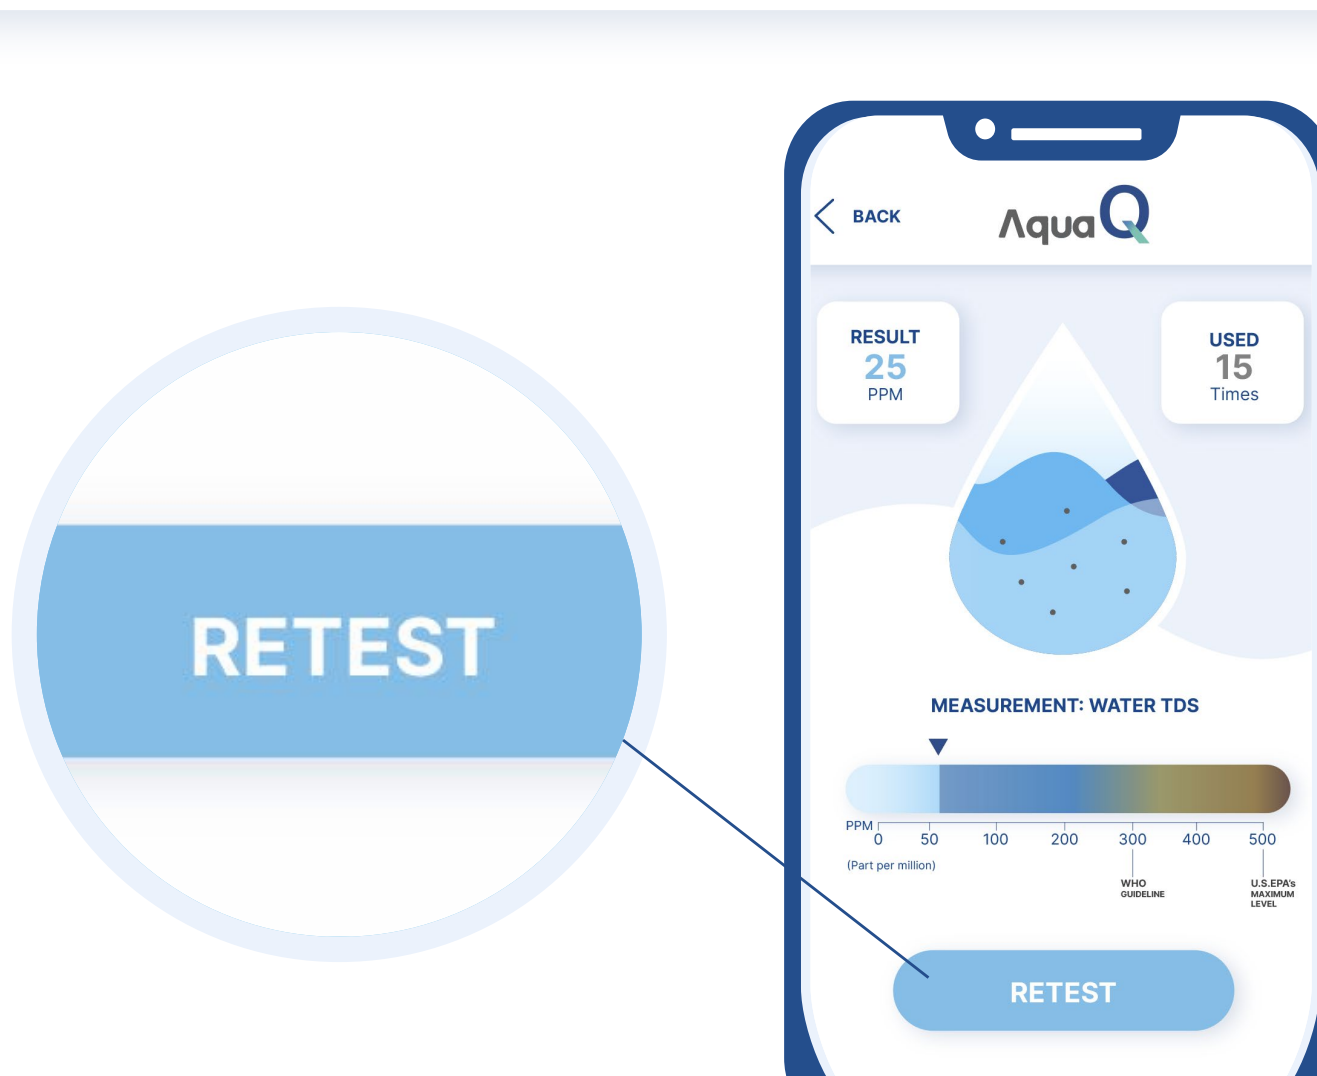 RETEST
BACK
AquaQ
RESULT
25
PPM
USED
15
Times
MEASUREMENT: WATER TDS
PPM
0 50 100 200 300 400 500
(Part per million)
WHO
GUIDELINE
U.S.EPA's
MAXIMUM
LEVEL
RETEST